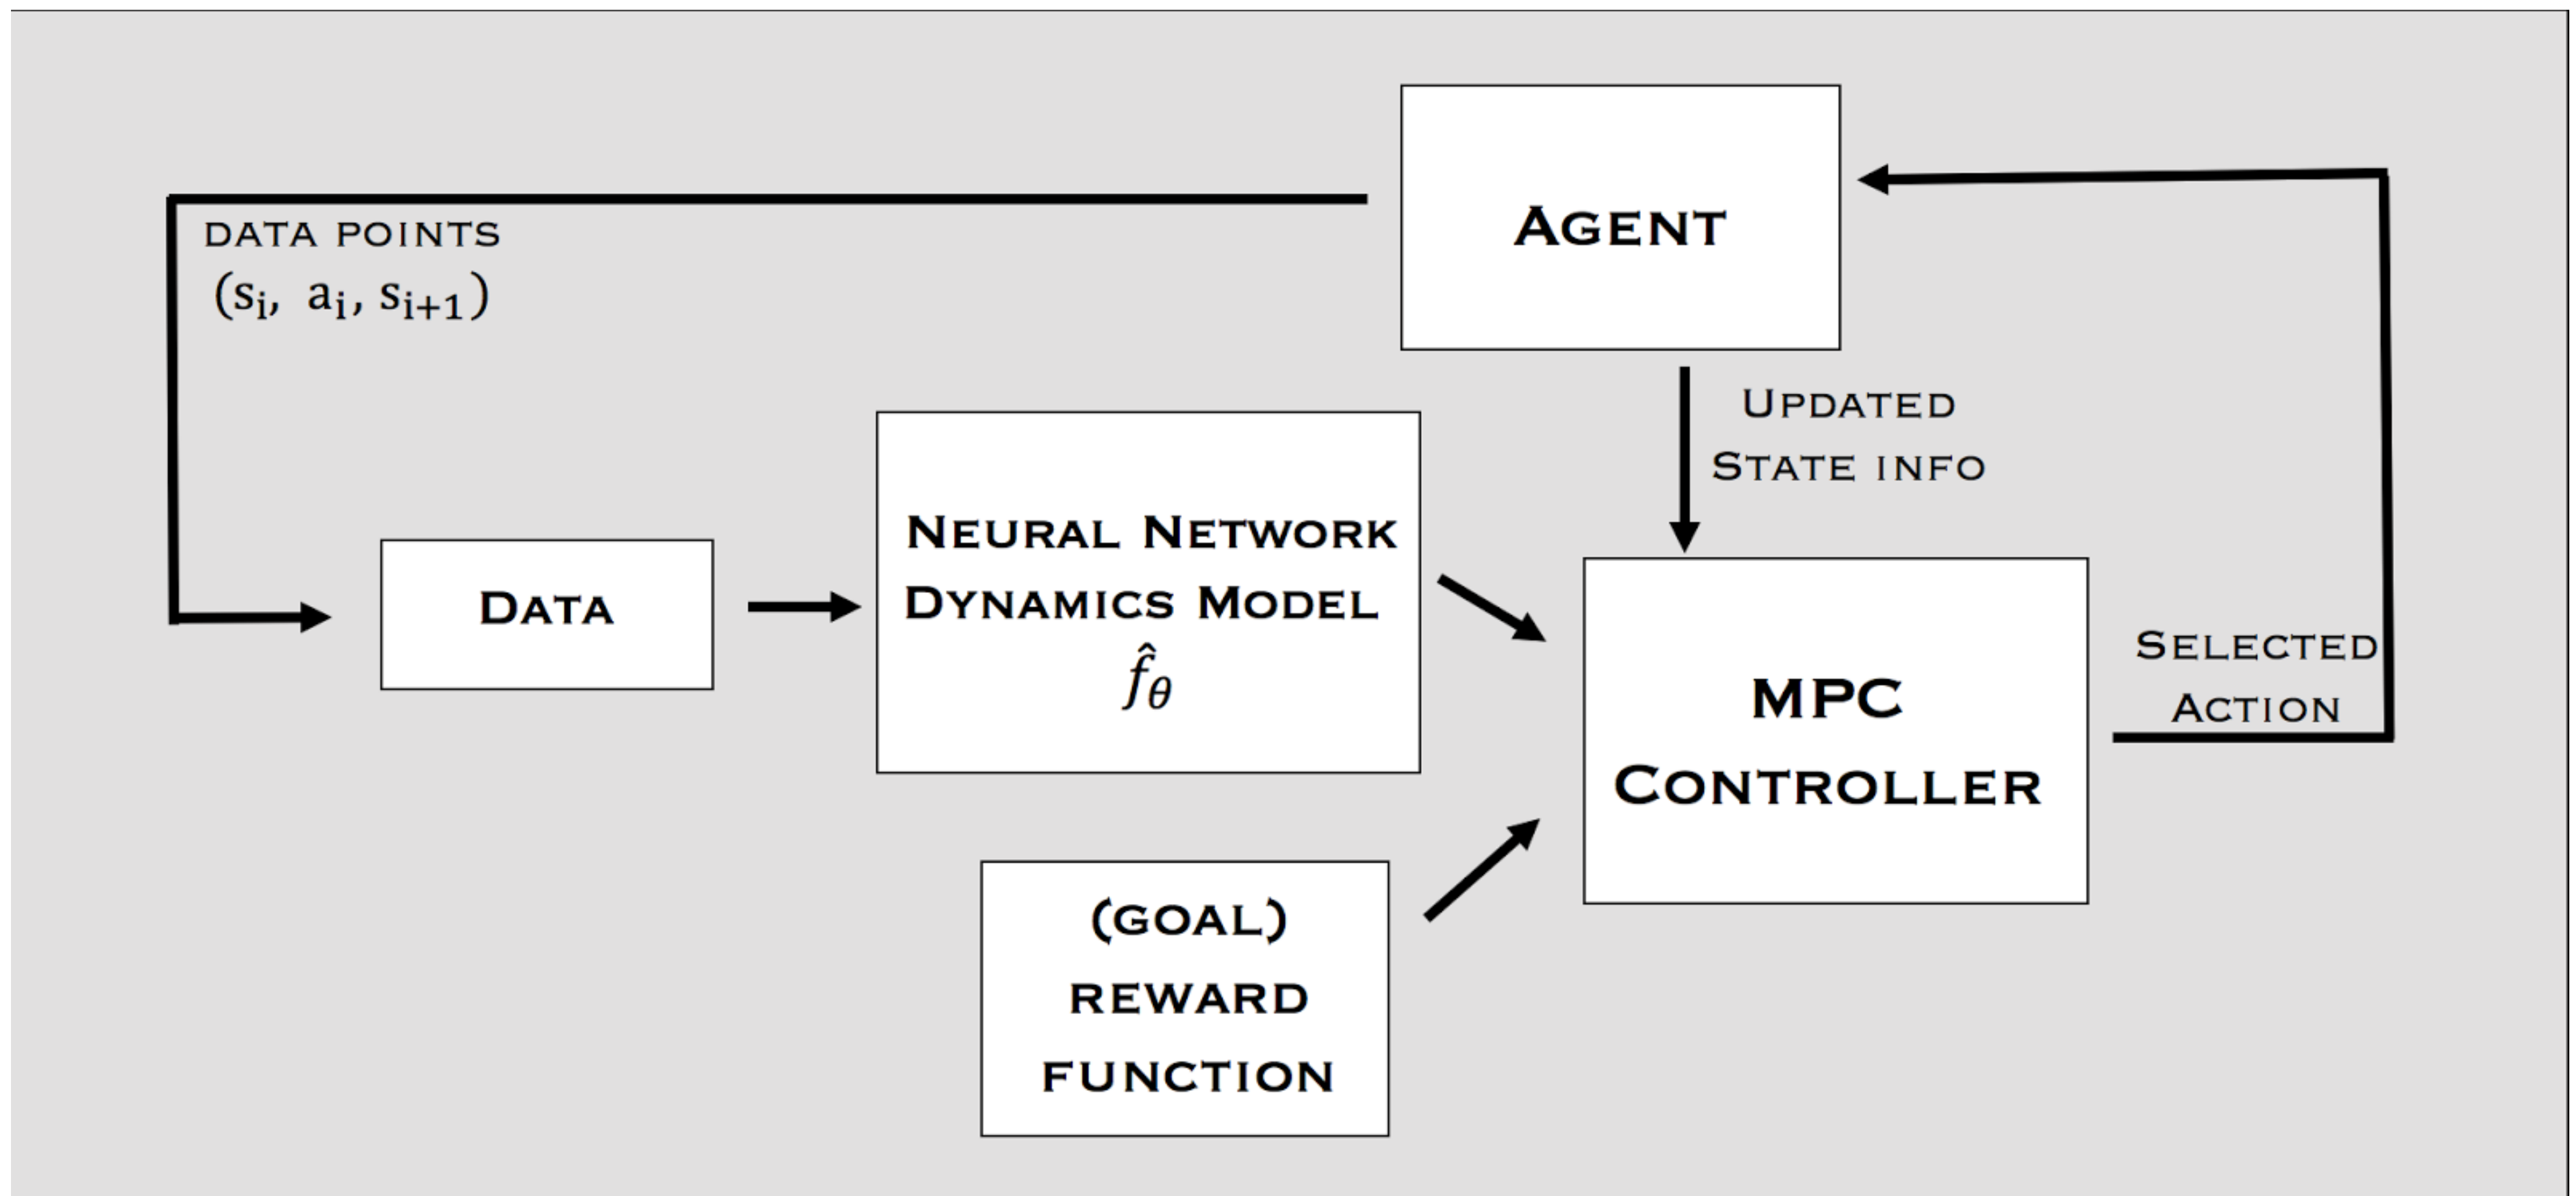 AGENT
DATA POINTS
(sᵢ, aᵢ, sᵢ₊₁)
UPDATED
STATE INFO
NEURAL NETWORK
DYNAMICS MODEL
f̂_θ
DATA
MPC
CONTROLLER
SELECTED
ACTION
(GOAL)
REWARD
FUNCTION